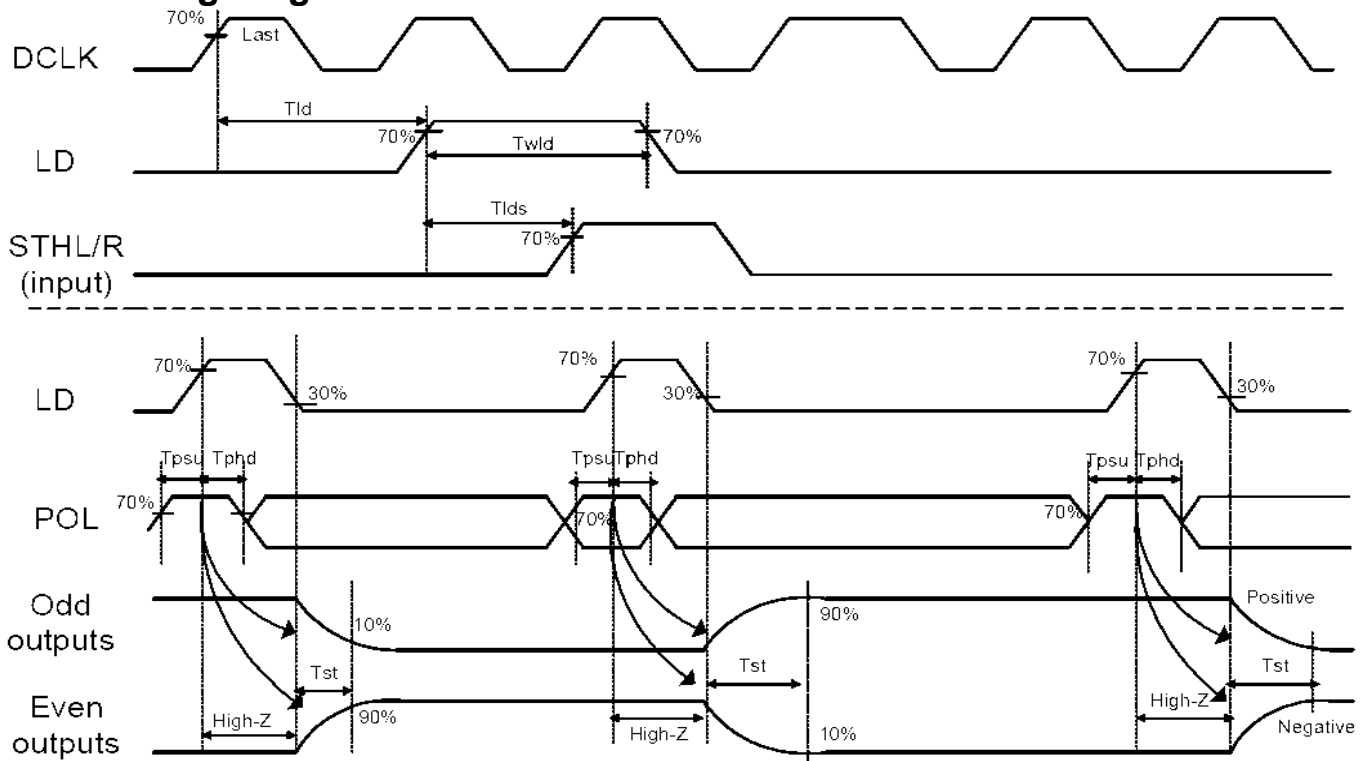 70%
Last
DCLK
Tld
70%
70%
Twld
LD
Tlds
70%
STHL/R
(input)
70%
70%
70%
30%
30%
30%
LD
Tpsu Tphd
TpsuTphd
Tpsu Tphd
70%
70%
70%
POL
Odd
outputs
10%
90%
Positive
Tst
Tst
Tst
Even
outputs
High-Z
90%
High-Z
10%
High-Z
Negative